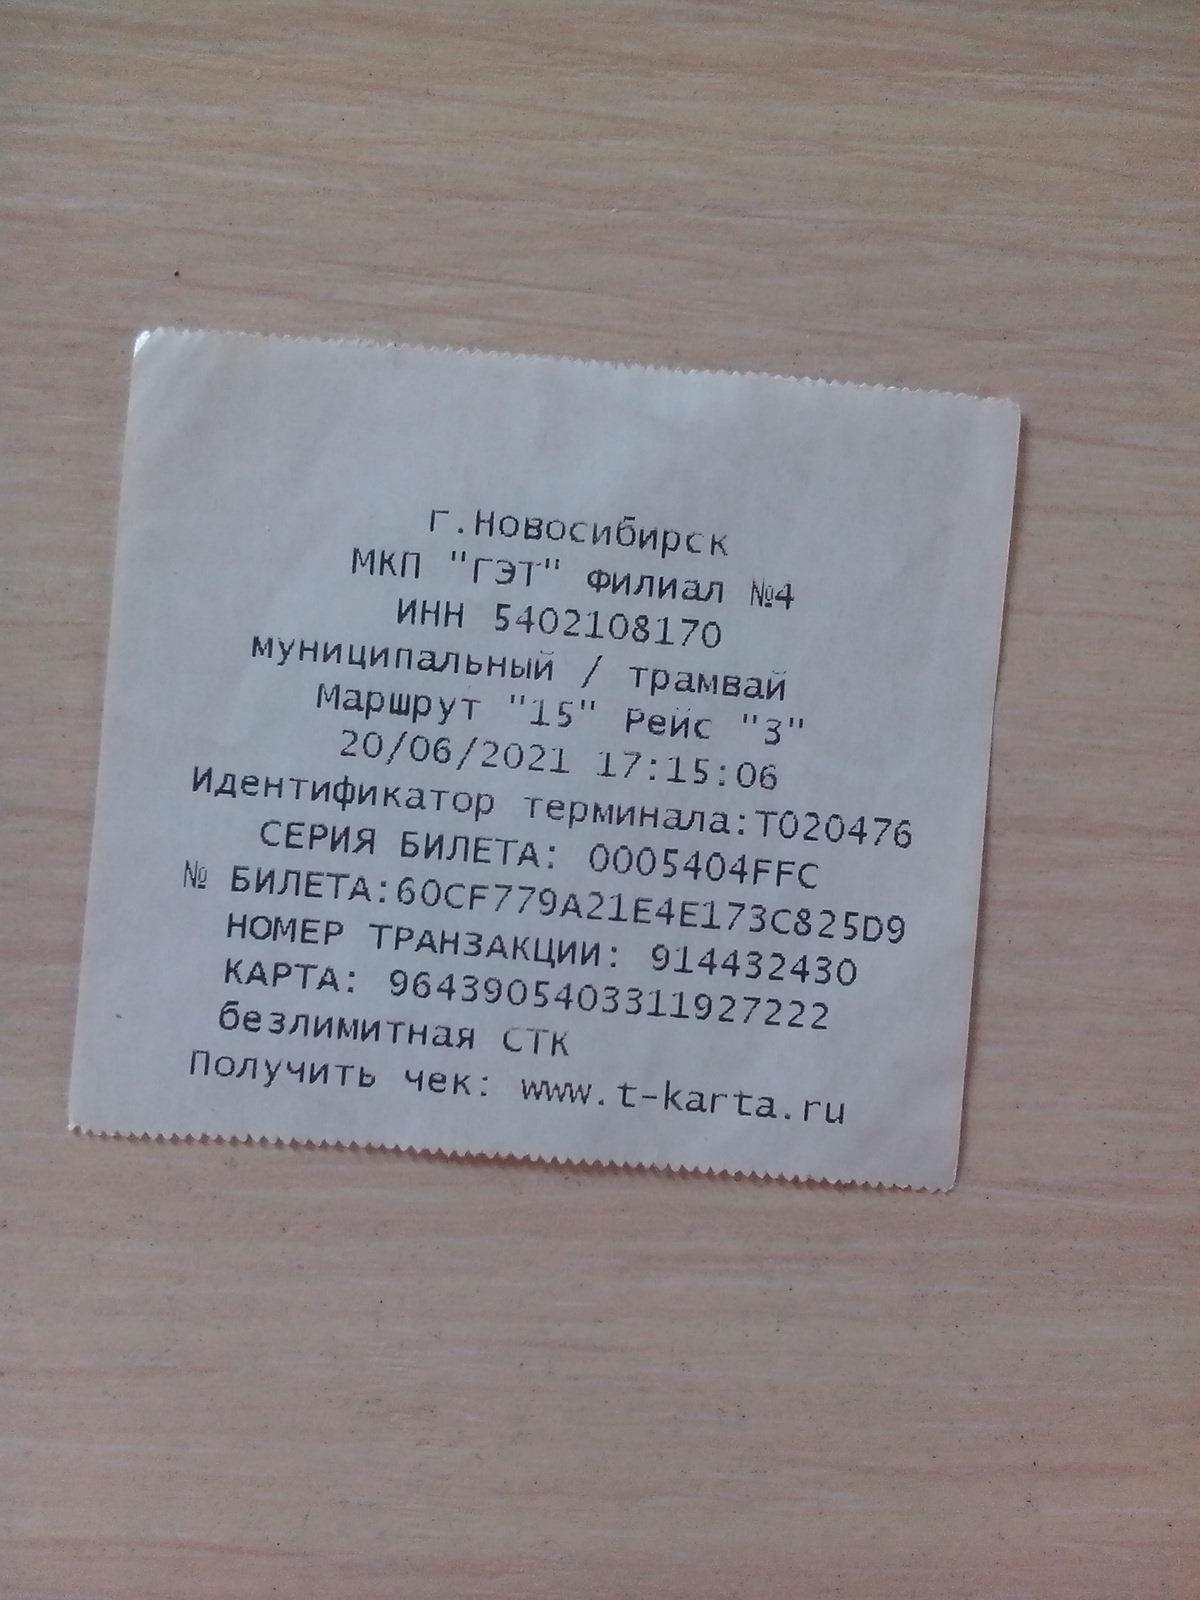 г.Новосибирск
МКП "ГЭТ" Филиал №4
ИНН 5402108170
муниципальный / трамвай
Маршрут "15" Рейс "3"
20/06/2021 17:15:06
Идентификатор терминала:T020476
СЕРИЯ БИЛЕТА: 0005404FFC
№ БИЛЕТА:60CF779A21E4E173C825D9
НОМЕР ТРАНЗАКЦИИ: 914432430
КАРТА: 9643905403311927222
безлимитная СТК
Получить чек: www.t-karta.ru